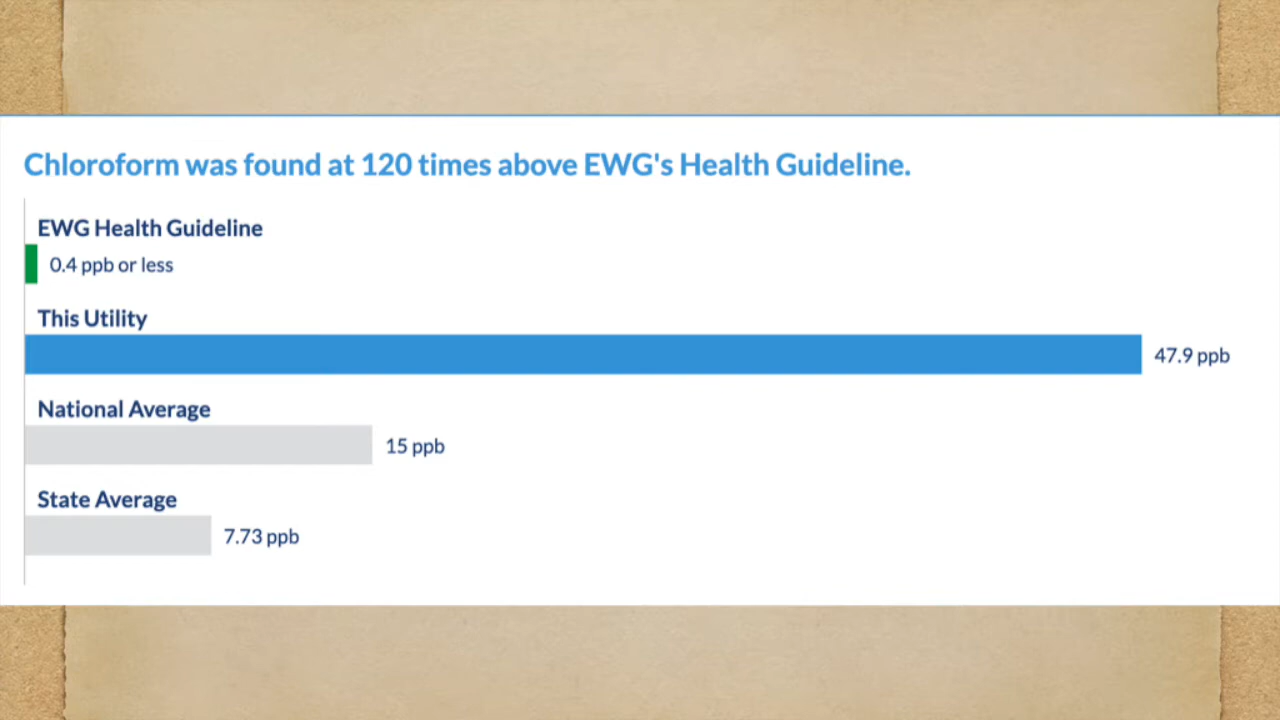 Chloroform was found at 120 times above EWG's Health Guideline.
EWG Health Guideline
0.4 ppb or less
This Utility
47.9 ppb
National Average
15 ppb
State Average
7.73 ppb